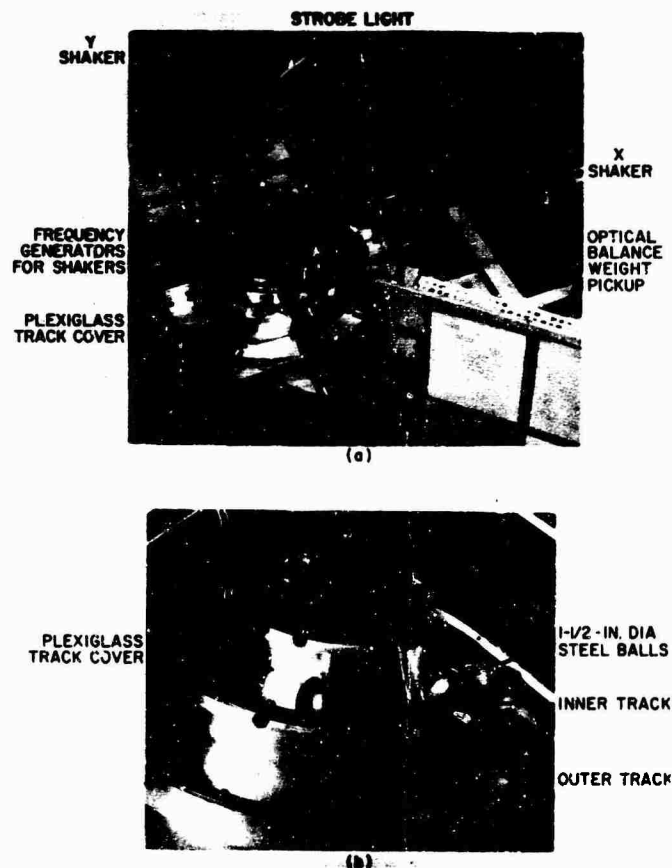 STROBE LIGHT
Y
SHAKER
X
SHAKER
FREQUENCY
GENERATORS
FOR SHAKERS
OPTICAL
BALANCE
WEIGHT
PICKUP
PLEXIGLASS
TRACK COVER
(a)
PLEXIGLASS
TRACK COVER
1-1/2-IN. DIA
STEEL BALLS
INNER TRACK
OUTER TRACK
(b)